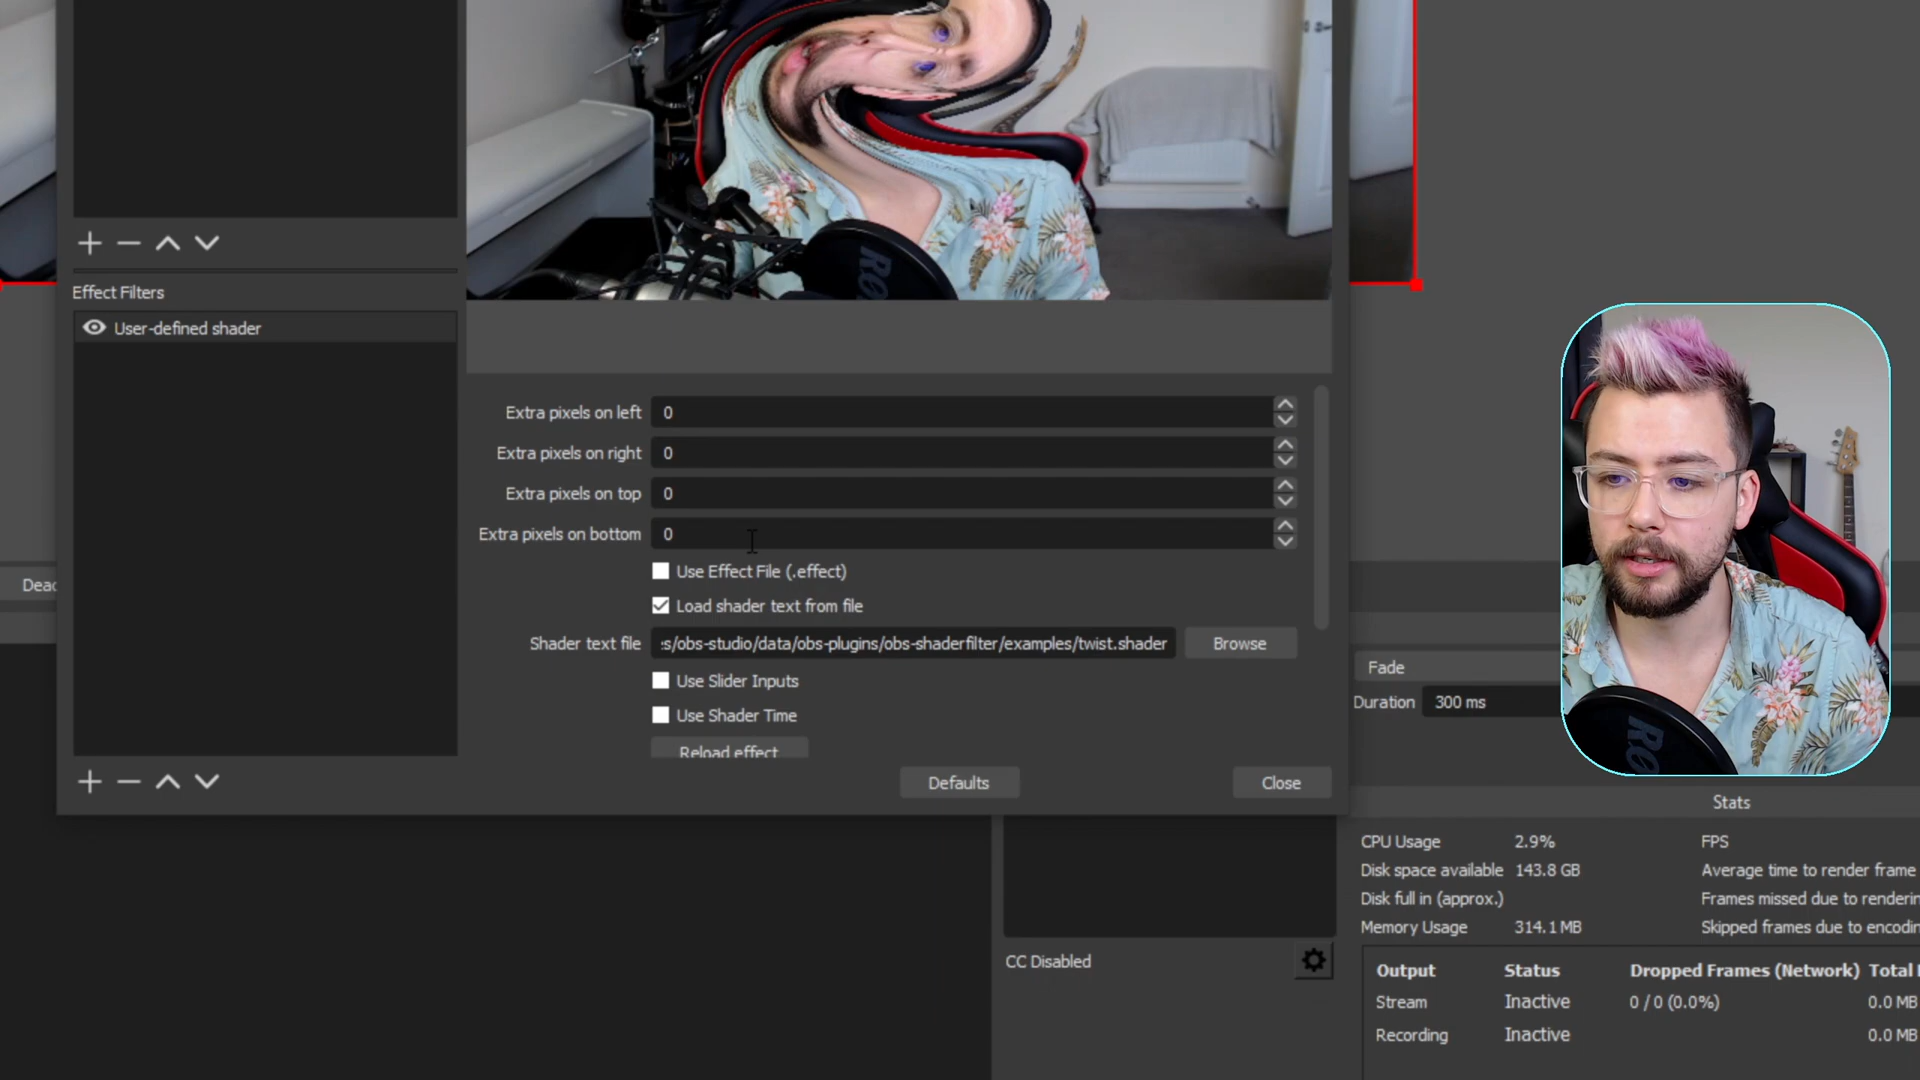 Effect Filters
User-defined shader
Extra pixels on left 0
Extra pixels on right 0
Extra pixels on top 0
Extra pixels on bottom 0
Use Effect File (.effect)
Load shader text from file
Shader text file s/obs-studio/data/obs-plugins/obs-shaderfilter/examples/twist.shader Browse
Use Slider Inputs
Use Shader Time
Reload effect
Defaults Close
Fade
Duration 300 ms
Stats
CPU Usage 2.9% FPS
Disk space available 143.8 GB Average time to render frame
Disk full in (approx.) Frames missed due to
Memory Usage 314.1 MB Skipped frames due to
CC Disabled
Output Status Dropped Frames (Network) Total
Stream Inactive 0 / 0 (0.0%) 0.0 MB
Recording Inactive 0.0 MB